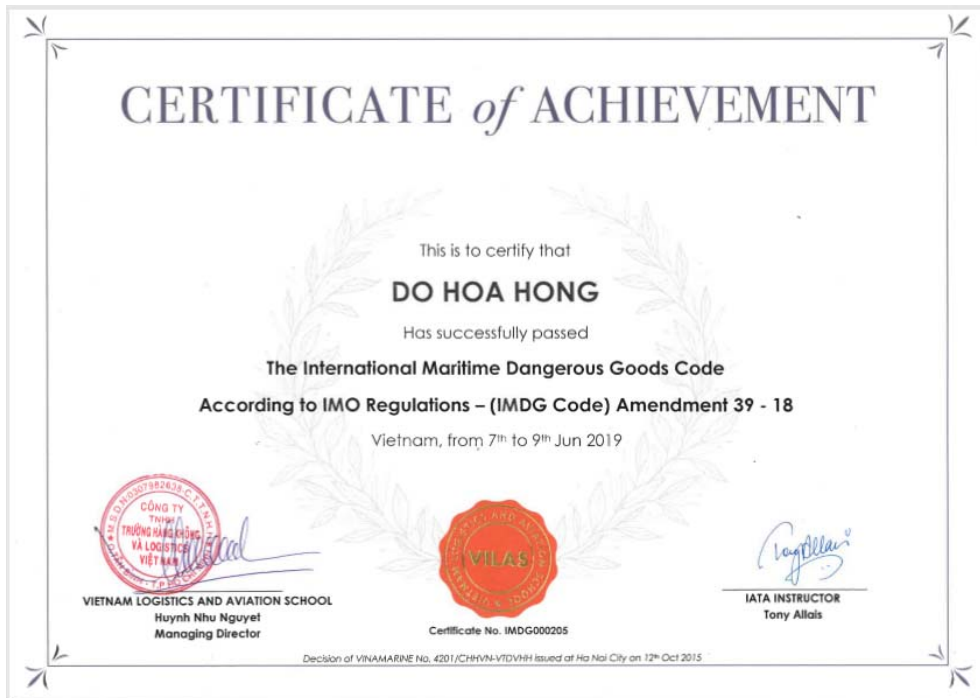 CERTIFICATE of ACHIEVEMENT
This is to certify that
DO HOA HONG
Has successfully passed
The International Maritime Dangerous Goods Code
According to IMO Regulations – (IMDG Code) Amendment 39 - 18
Vietnam, from 7th to 9th Jun 2019
M.S.D.N:0307982638-C.T.T.N.H.H
CÔNG TY
TNHH
TRƯỜNG HÀNG KHÔNG
VÀ LOGISTICS
VIỆT NAM
VILAS
VIETNAM LOGISTICS AND AVIATION SCHOOL
Huynh Nhu Nguyet
Managing Director
Certificate No. IMDG000205
IATA INSTRUCTOR
Tony Allais
Decision of VINAMARINE No. 4201/CHHVN-VTDVHH issued at Ha Noi City on 12th Oct 2015